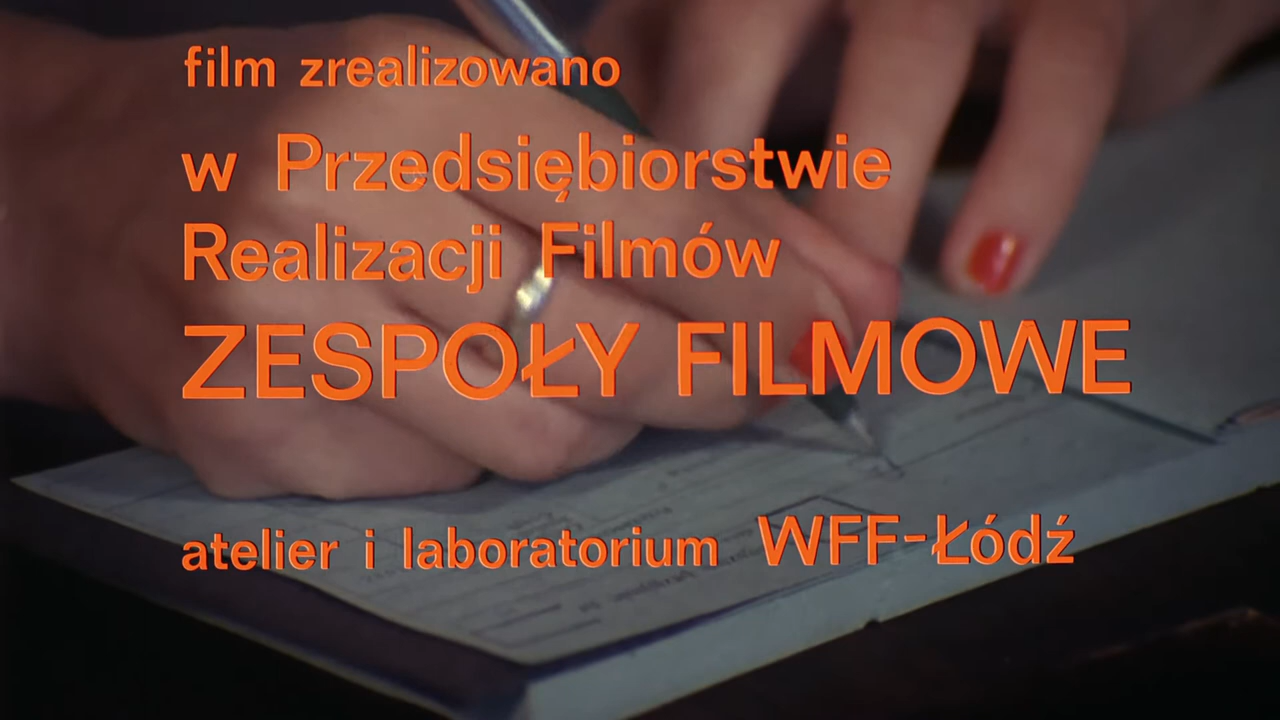 film zrealizowano
w Przedsiębiorstwie
Realizacji Filmów
ZESPOŁY FILMOWE
atelier i laboratorium WFF-Łódź